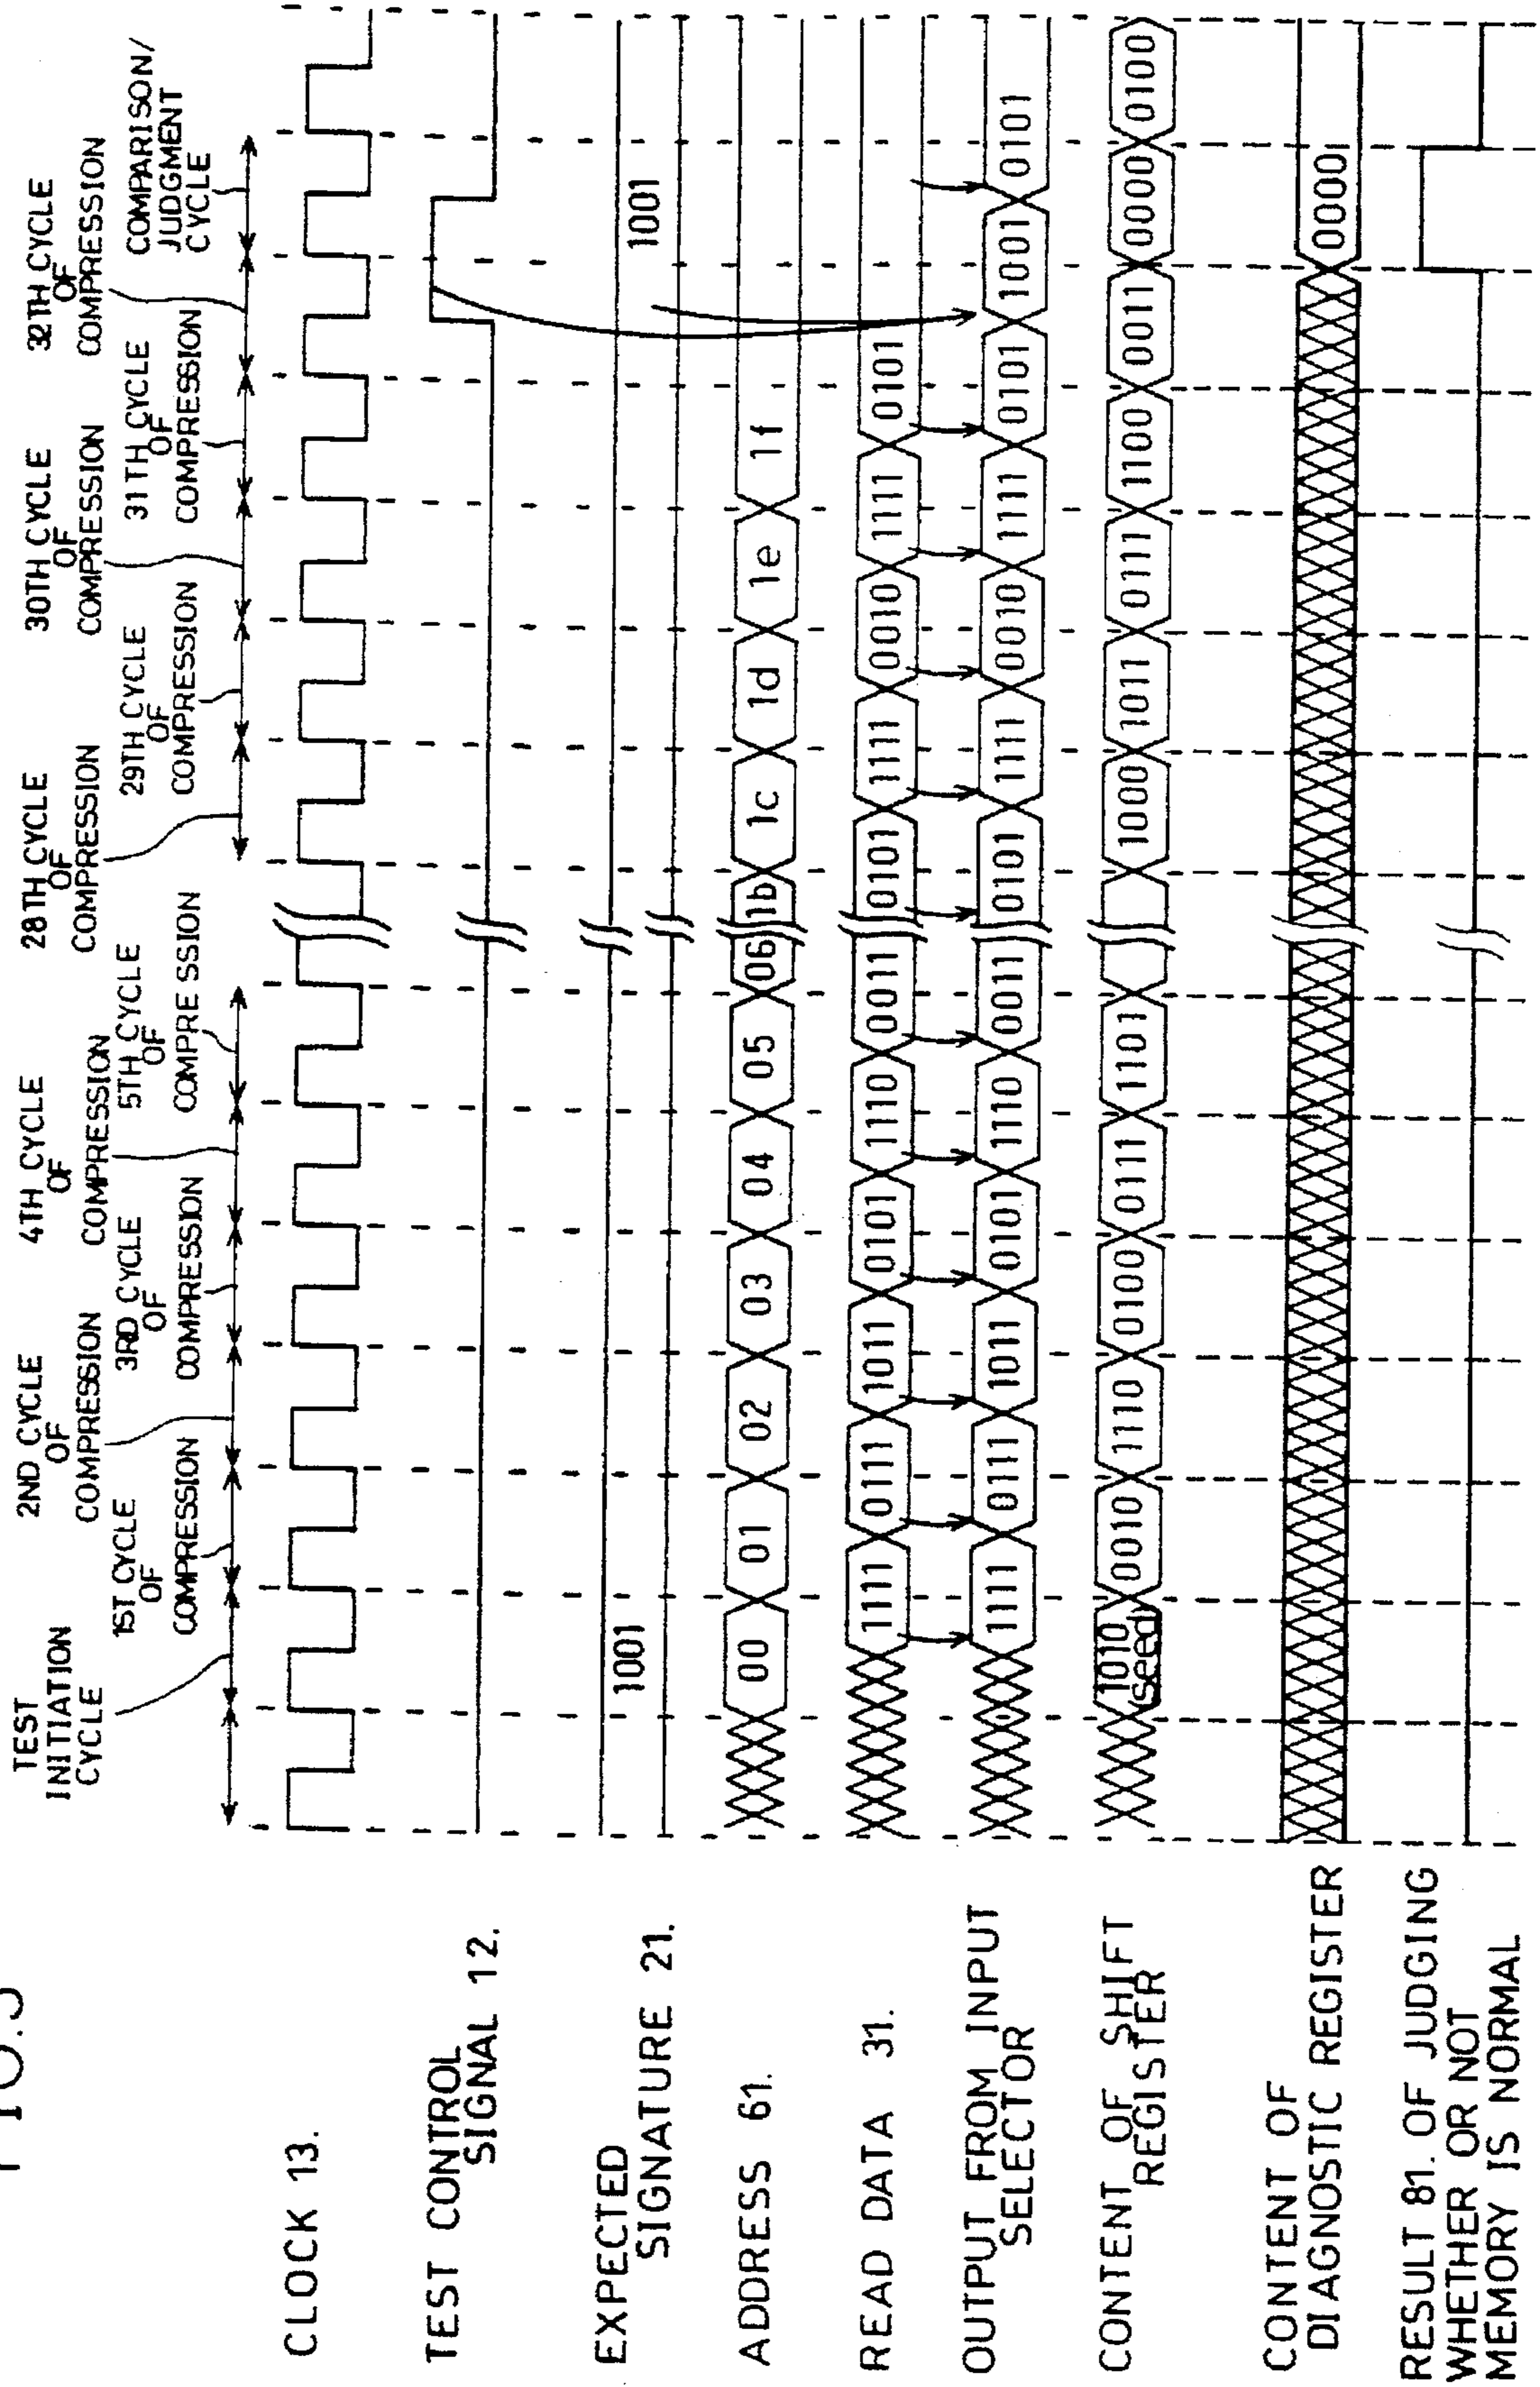 TEST
INITIATION
CYCLE
1ST CYCLE
OF
COMPRESSION
2ND CYCLE
OF
COMPRESSION
3RD CYCLE
OF
COMPRESSION
4TH CYCLE
OF
COMPRESSION
5TH CYCLE
OF
COMPRE SSION
28TH CYCLE
OF
COMPRESSION
29TH CYCLE
OF
COMPRESSION
30TH CYCLE
OF
COMPRESSION
31TH CYCLE
OF
COMPRESSION
32TH CYCLE
OF
COMPRESSION
COMPARISON/
JUDGMENT
CYCLE
CLOCK 13.
TEST CONTROL
SIGNAL 12.
EXPECTED
SIGNATURE 21.
1001 1001
ADDRESS 61.
00 01 02 03 04 05 06 1b 1c 1d 1e 1f
READ DATA 31.
1111 0111 1011 0101 1110 0011 0101 1111 0010 1111 0101
OUTPUT FROM INPUT
SELECTOR
1111 0111 1011 0101 1110 0011 0101 1111 0010 1111 0101 1001 0101
CONTENT OF SHIFT
REGISTER
1010
(seed)
0010 1110 0100 0111 1101 1000 1011 0111 1100 0011 0000 0100
CONTENT OF
DIAGNOSTIC REGISTER
0000
RESULT 81. OF JUDGING
WHETHER OR NOT
MEMORY IS NORMAL